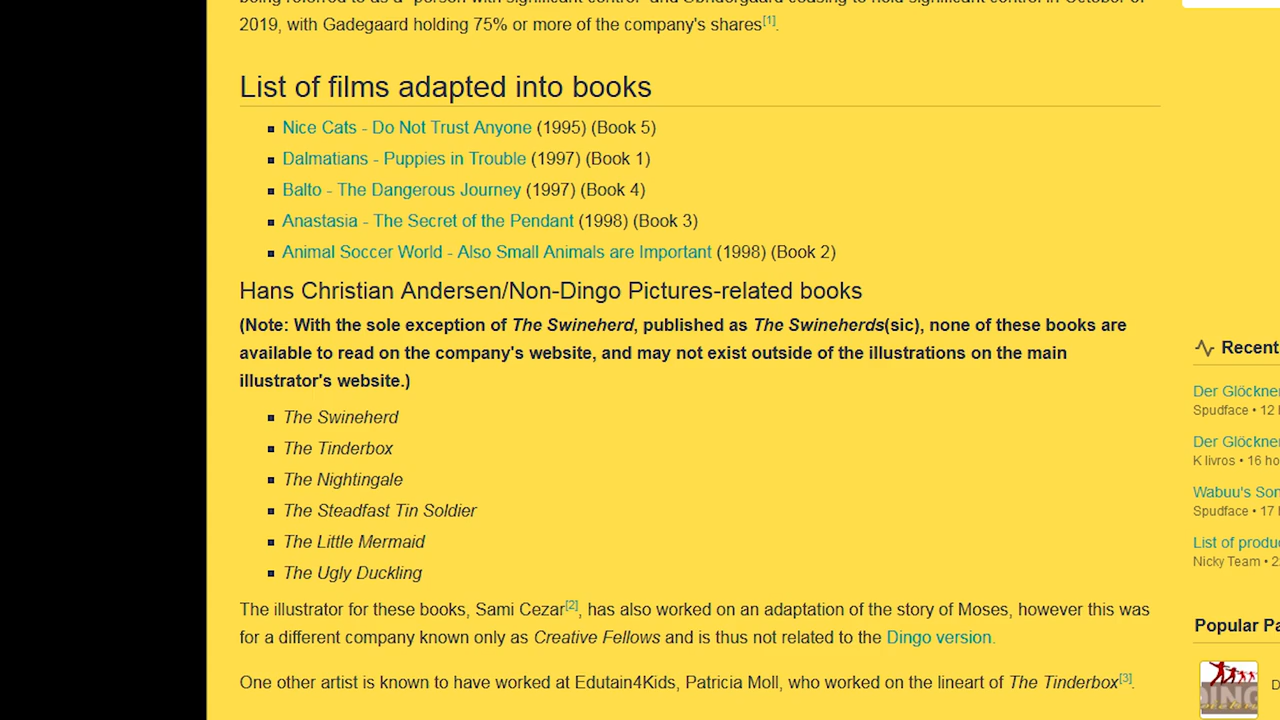 2019, with Gadegaard holding 75% or more of the company's shares[1].
List of films adapted into books
Nice Cats - Do Not Trust Anyone (1995) (Book 5)
Dalmatians - Puppies in Trouble (1997) (Book 1)
Balto - The Dangerous Journey (1997) (Book 4)
Anastasia - The Secret of the Pendant (1998) (Book 3)
Animal Soccer World - Also Small Animals are Important (1998) (Book 2)
Hans Christian Andersen/Non-Dingo Pictures-related books
(Note: With the sole exception of The Swineherd, published as The Swineherds(sic), none of these books are
available to read on the company's website, and may not exist outside of the illustrations on the main
illustrator's website.)
The Swineherd
The Tinderbox
The Nightingale
The Steadfast Tin Soldier
The Little Mermaid
The Ugly Duckling
The illustrator for these books, Sami Cezar[2], has also worked on an adaptation of the story of Moses, however this was
for a different company known only as Creative Fellows and is thus not related to the Dingo version.
One other artist is known to have worked at Edutain4Kids, Patricia Moll, who worked on the lineart of The Tinderbox[3].
Recent
Der Glöckne
Spudface • 12
Der Glöckne
K livros • 16 ho
Wabuu's Son
Spudface • 17
List of produ
Nicky Team • 2
Popular Pa
DING
D